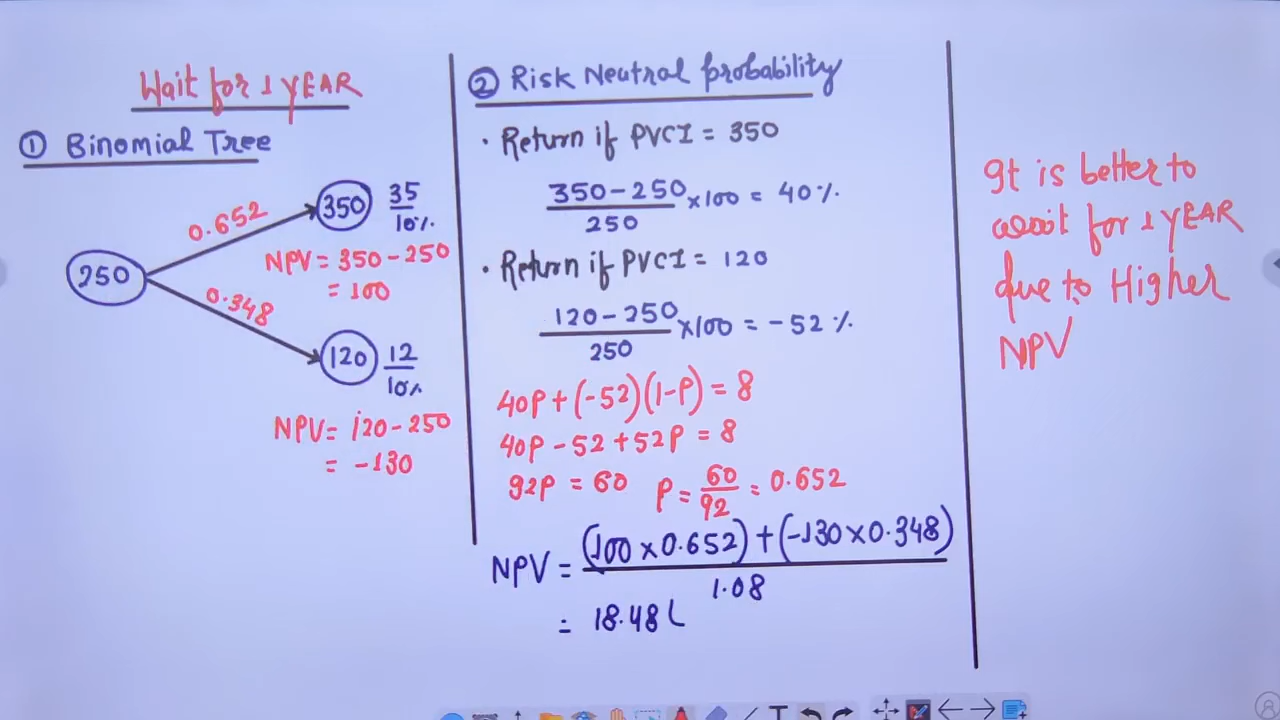 Wait for 1 YEAR
① Binomial Tree
250
0.652
350
35
10%
NPV = 350 - 250
= 100
0.348
120
12
10%
NPV = 120 - 250
= -130
② Risk Neutral probability
• Return if PVCI = 350
350 - 250
250
×100 = 40%.
• Return if PVCI = 120
120 - 250
250
×100 = -52%.
40P + (-52)(1-P) = 8
40P - 52 + 52P = 8
92P = 60
P = 60
92
= 0.652
NPV = (100 × 0.652) + (-130 × 0.348)
1.08
= 18.48 L
It is better to
wait for 1 YEAR
due to Higher
NPV